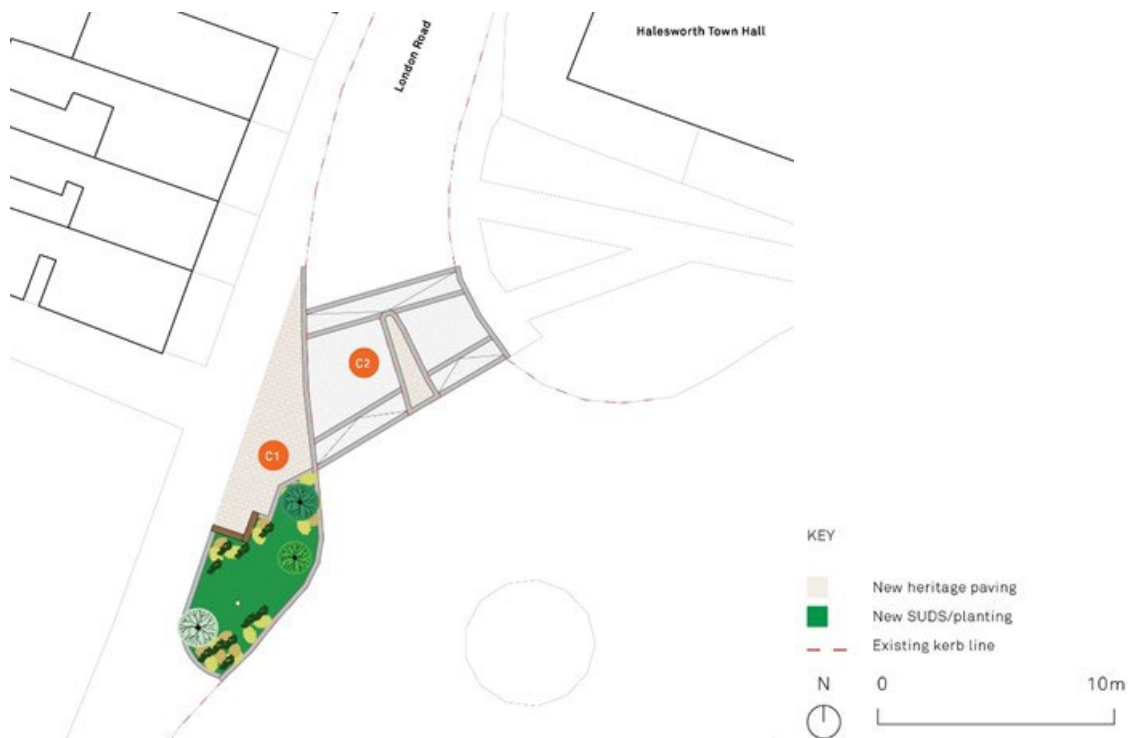 Halesworth Town Hall
London Road
C2
C1
KEY
New heritage paving
New SUDS/planting
Existing kerb line
N
0
10m